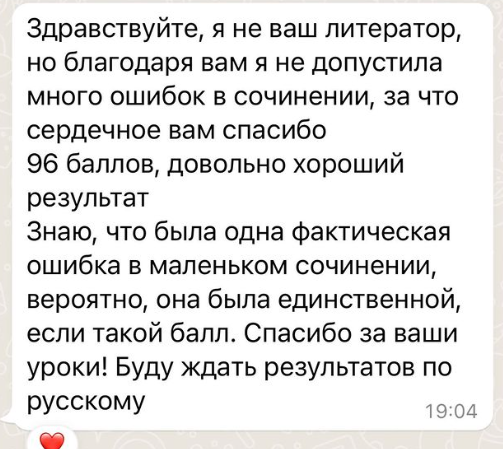 Здравствуйте, я не ваш литератор,
но благодаря вам я не допустила
много ошибок в сочинении, за что
сердечное вам спасибо
96 баллов, довольно хороший
результат
Знаю, что была одна фактическая
ошибка в маленьком сочинении,
вероятно, она была единственной,
если такой балл. Спасибо за ваши
уроки! Буду ждать результатов по
русскому
19:04